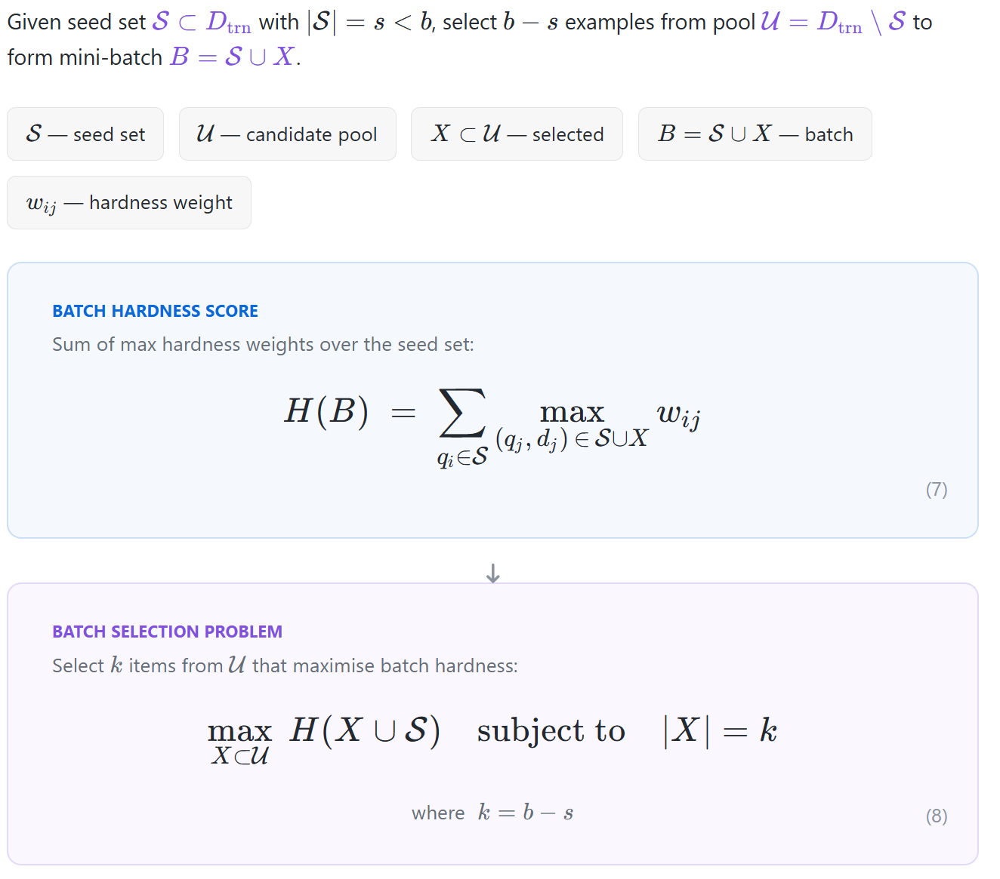 Given seed set 𝒮 ⊂ D_trn with |𝒮| = s < b, select b − s examples from pool 𝒰 = D_trn \ 𝒮 to
form mini-batch B = 𝒮 ∪ X.
𝒮 — seed set
𝒰 — candidate pool
X ⊂ 𝒰 — selected
B = 𝒮 ∪ X — batch
w_ij — hardness weight
BATCH HARDNESS SCORE
Sum of max hardness weights over the seed set:
H(B) = ∑_{q_i∈𝒮} max_{(q_j, d_j) ∈ 𝒮∪X} w_ij
(7)
↓
BATCH SELECTION PROBLEM
Select k items from 𝒰 that maximise batch hardness:
max_{X⊂𝒰} H(X ∪ 𝒮) subject to |X| = k
where k = b − s
(8)